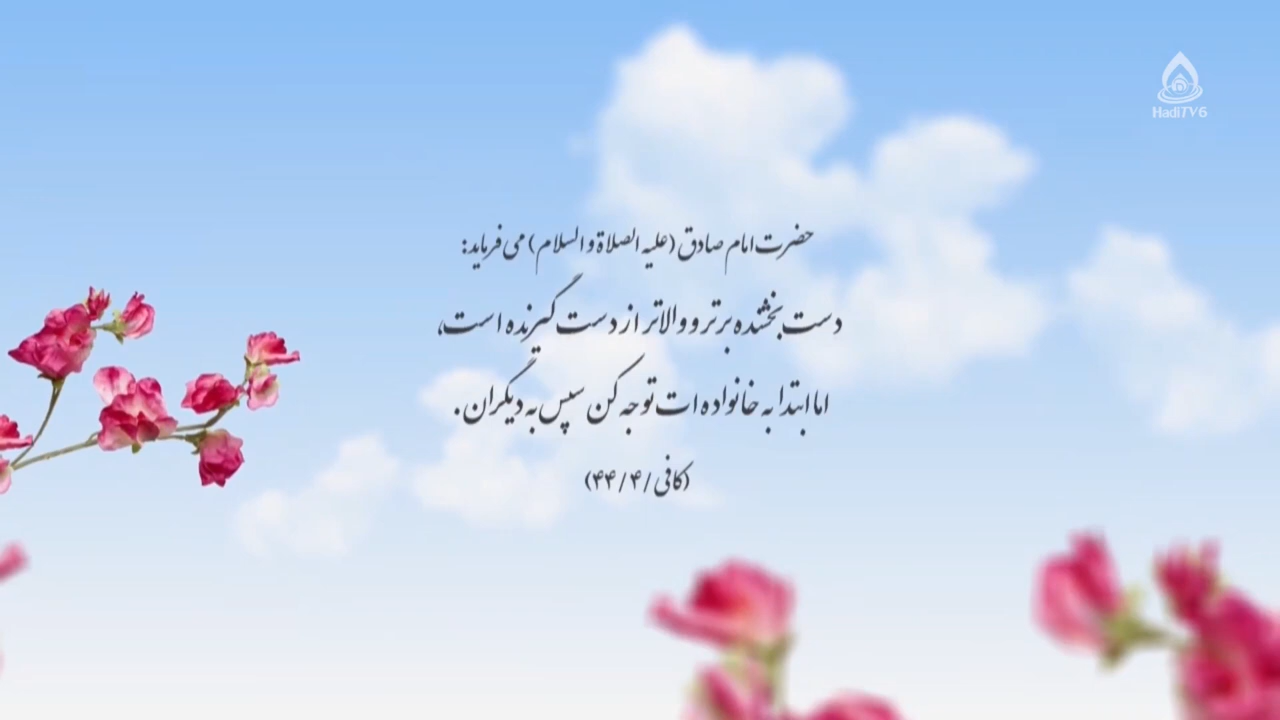 HadiTV6
حضرت امام صادق (علیه الصلاة و السلام) می فرماید:
دست بخشنده برتر و والاتر از دست گیرنده است،
اما ابتدا به خانواده ات توجه کن سپس به دیگران.
(کافی / ۴ / ۴۴)